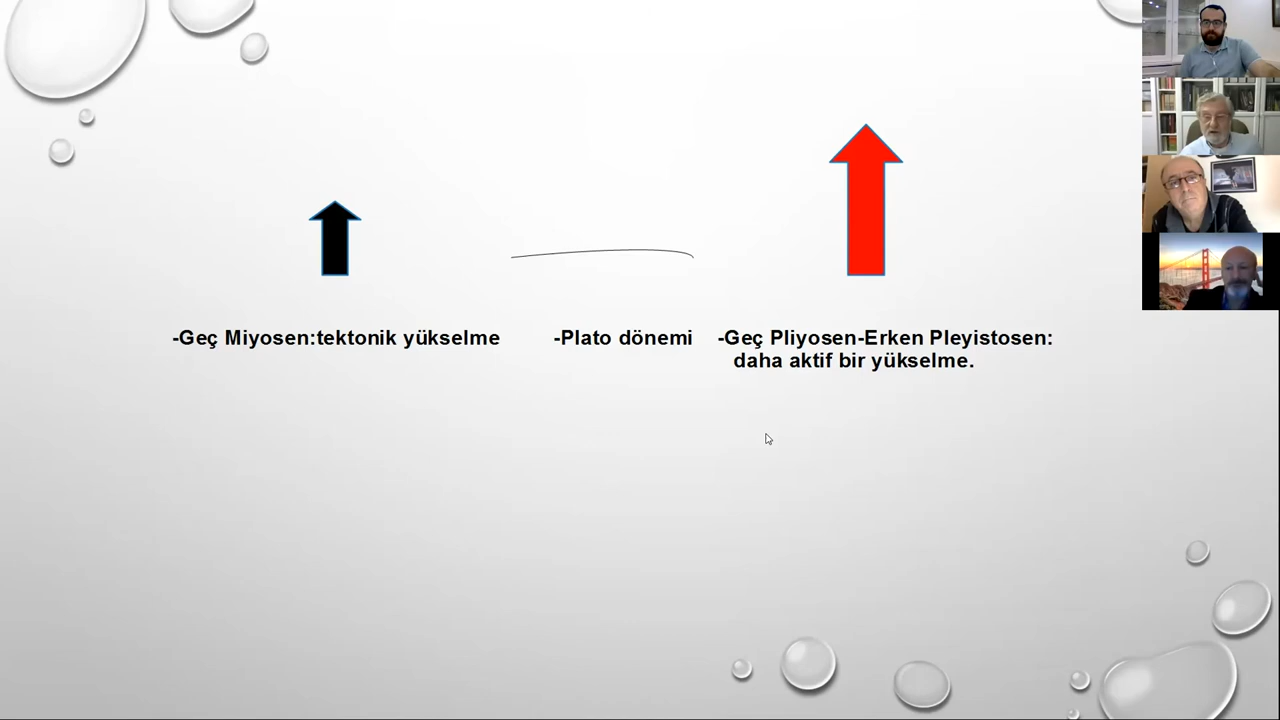 -Geç Miyosen:tektonik yükselme
-Plato dönemi
-Geç Pliyosen-Erken Pleyistosen:
daha aktif bir yükselme.